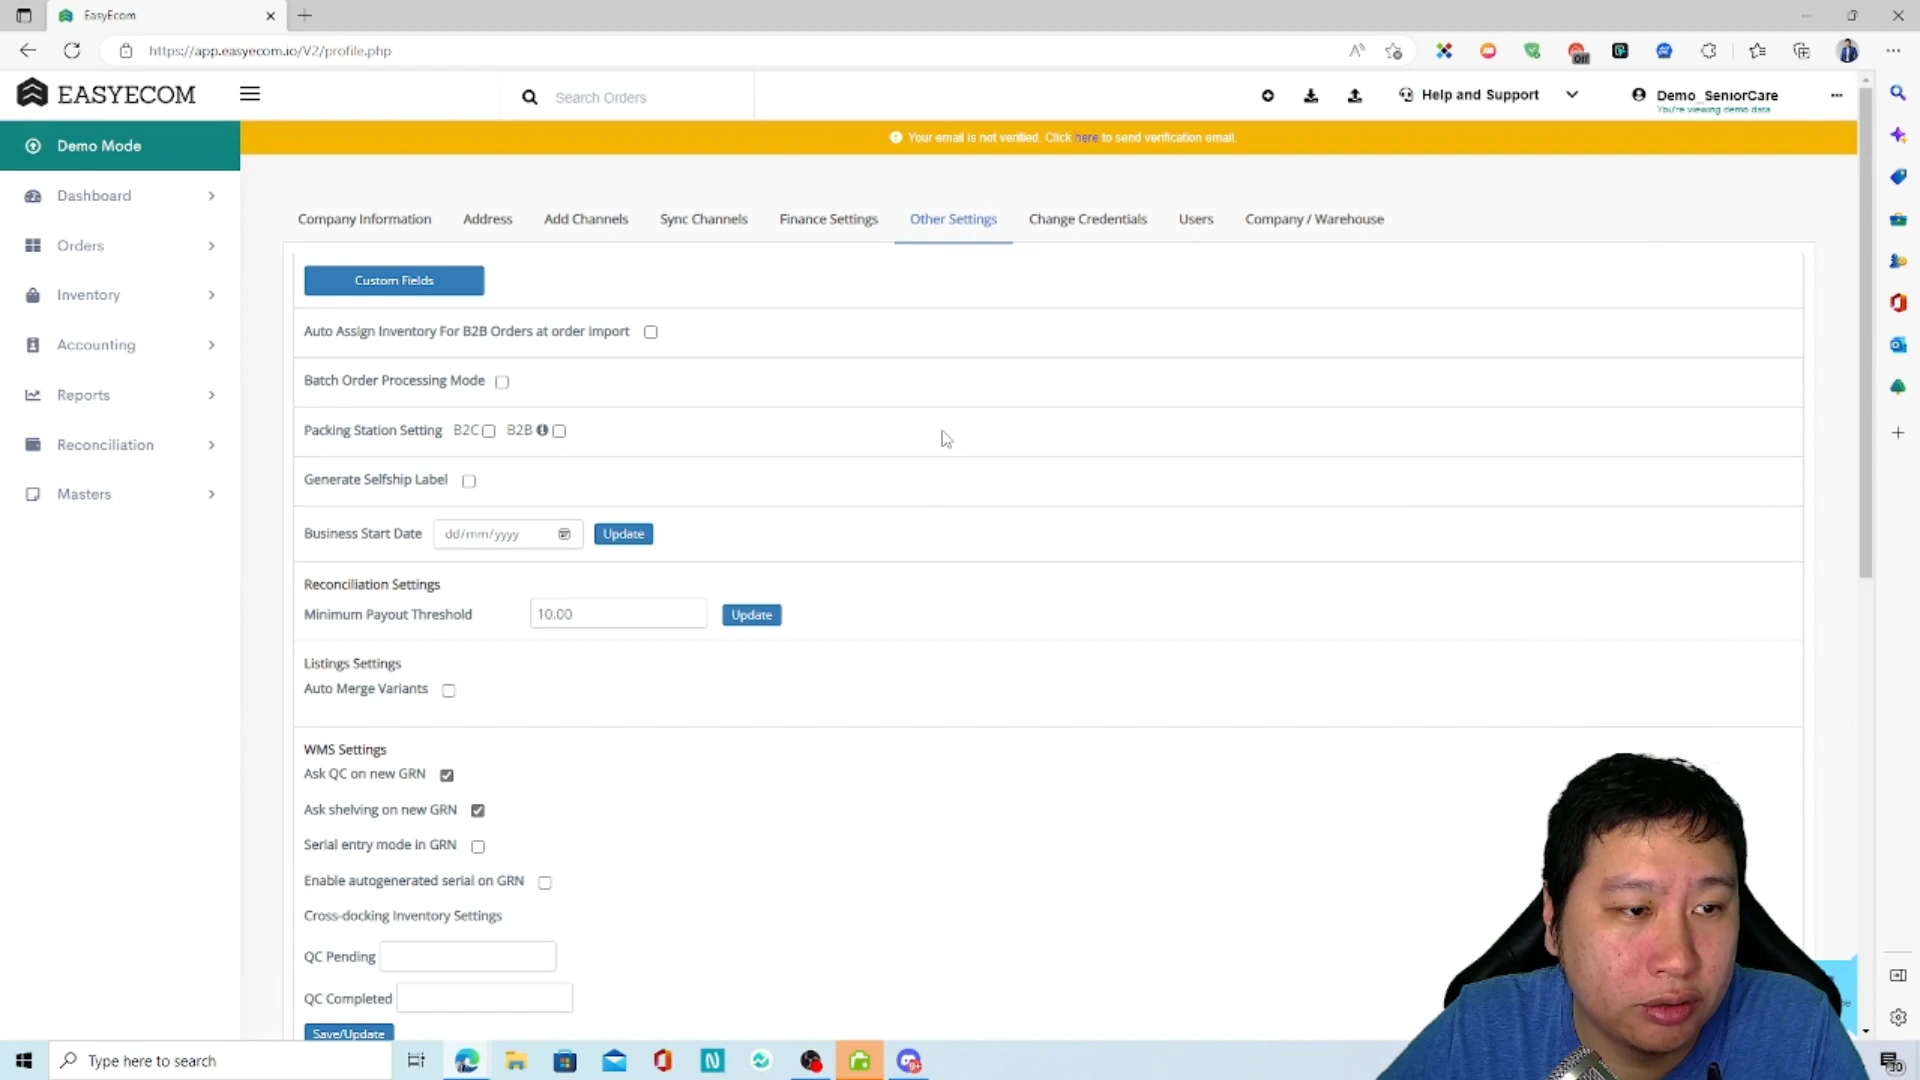 EasyEcom
https://app.easyecom.io/V2/profile.php
off
EASYECOM
Search Orders
Help and Support
Demo_SeniorCare
You're viewing demo data
Demo Mode
Your email is not verified. Click here to send verification email.
Dashboard
Orders
Inventory
Accounting
Reports
Reconciliation
Masters
Company Information
Address
Add Channels
Sync Channels
Finance Settings
Other Settings
Change Credentials
Users
Company / Warehouse
Custom Fields
Auto Assign Inventory For B2B Orders at order import
Batch Order Processing Mode
Packing Station Setting B2C B2B
Generate Selfship Label
Business Start Date dd/mm/yyyy Update
Reconciliation Settings
Minimum Payout Threshold 10.00 Update
Listings Settings
Auto Merge Variants
WMS Settings
Ask QC on new GRN
Ask shelving on new GRN
Serial entry mode in GRN
Enable autogenerated serial on GRN
Cross-docking Inventory Settings
QC Pending
QC Completed
Save/Update
Type here to search